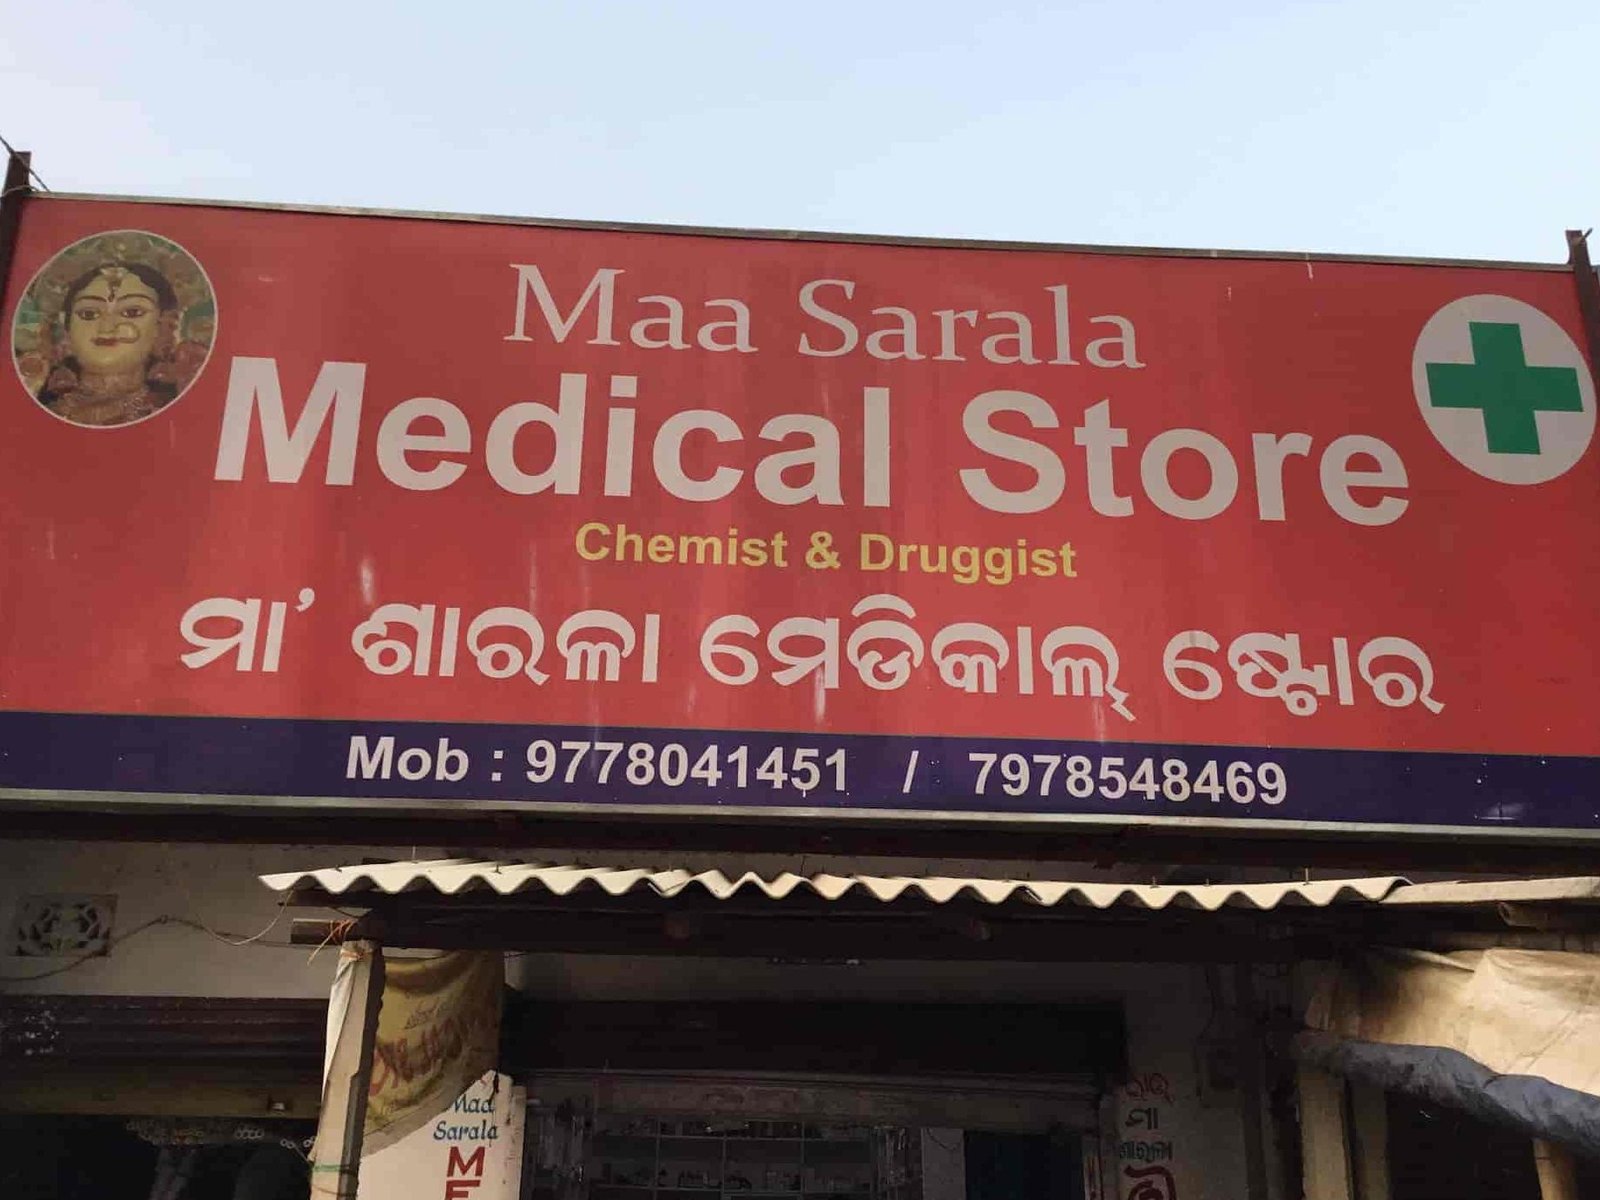 Maa Sarala
Medical Store
Chemist & Druggist
ମା' ଶାରଳା ମେଡିକାଲ୍ ଷ୍ଟୋର
Mob : 9778041451 / 7978548469
Maa
Sarala
M
ମା